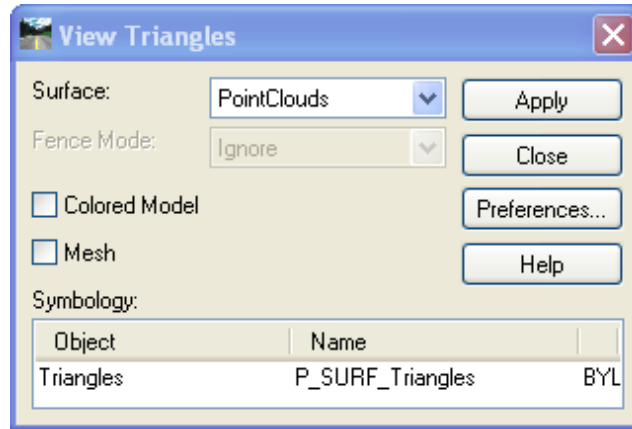 View Triangles
Surface: PointClouds Apply
Fence Mode: Ignore Close
Colored Model Preferences...
Mesh Help
Symbology:
Object Name
Triangles P_SURF_Triangles BYL